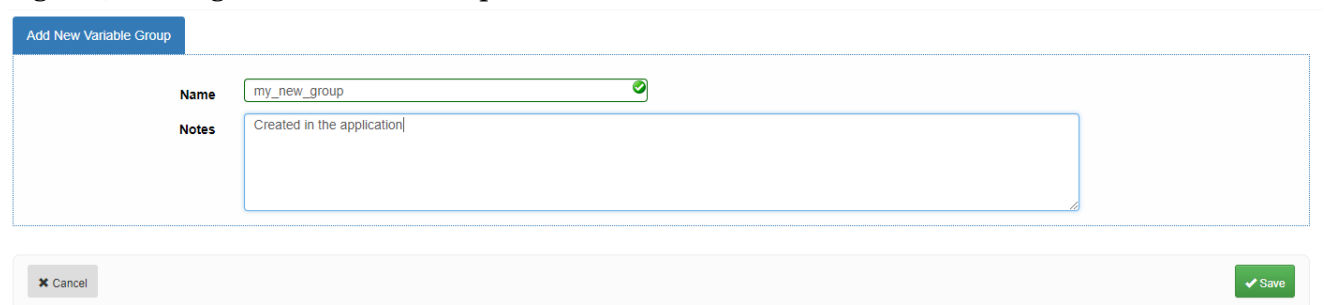 Add New Variable Group
Name my_new_group
Notes Created in the application
Cancel Save